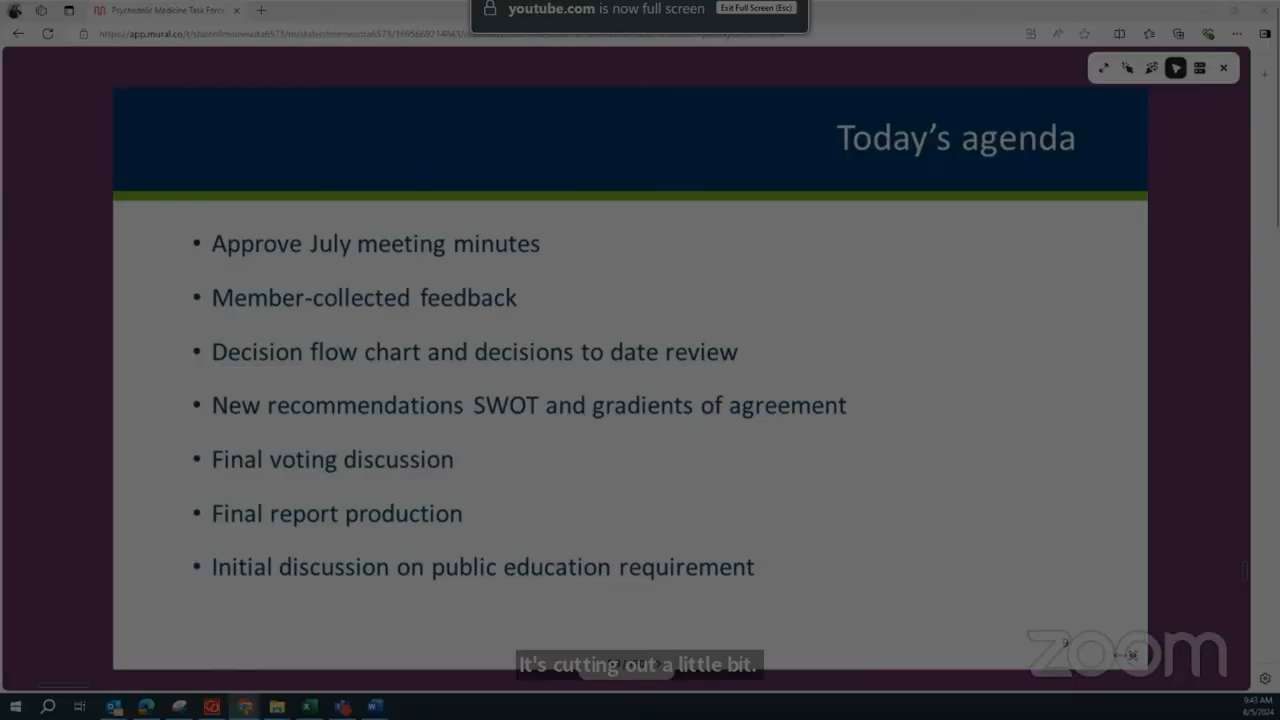 Psychedelic Medicine Task Force
youtube.com is now full screen
Exit Full Screen (Esc)
Today's agenda
• Approve July meeting minutes
• Member-collected feedback
• Decision flow chart and decisions to date review
• New recommendations SWOT and gradients of agreement
• Final voting discussion
• Final report production
• Initial discussion on public education requirement
9
zoom
It's cutting out a little bit.
9:43 AM
8/5/2024